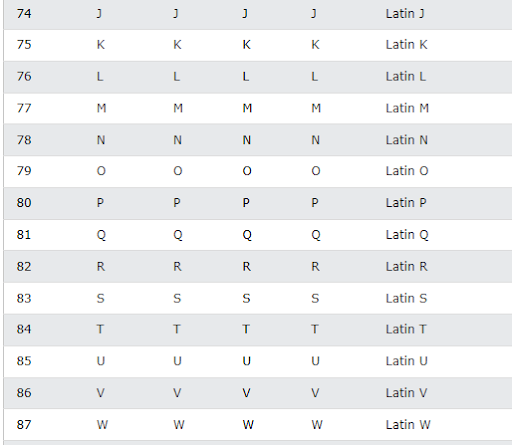 74 J J J J Latin J
75 K K K K Latin K
76 L L L L Latin L
77 M M M M Latin M
78 N N N N Latin N
79 O O O O Latin O
80 P P P P Latin P
81 Q Q Q Q Latin Q
82 R R R R Latin R
83 S S S S Latin S
84 T T T T Latin T
85 U U U U Latin U
86 V V V V Latin V
87 W W W W Latin W